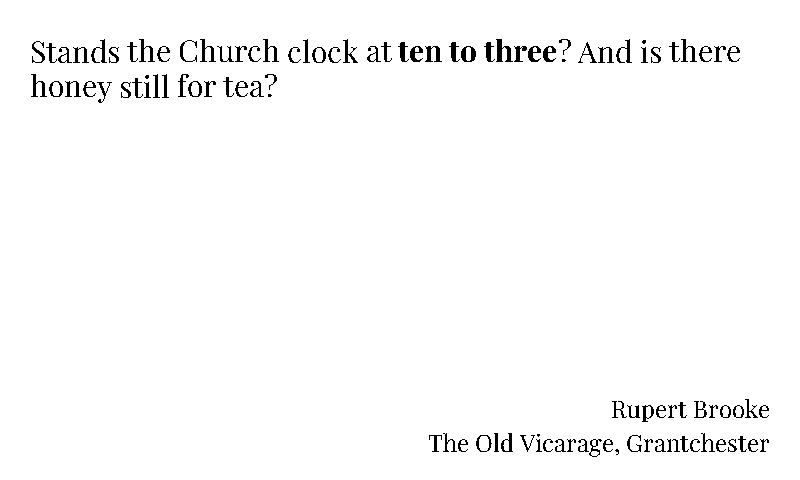 Stands the Church clock at ten to three? And is there
honey still for tea?
Rupert Brooke
The Old Vicarage, Grantchester